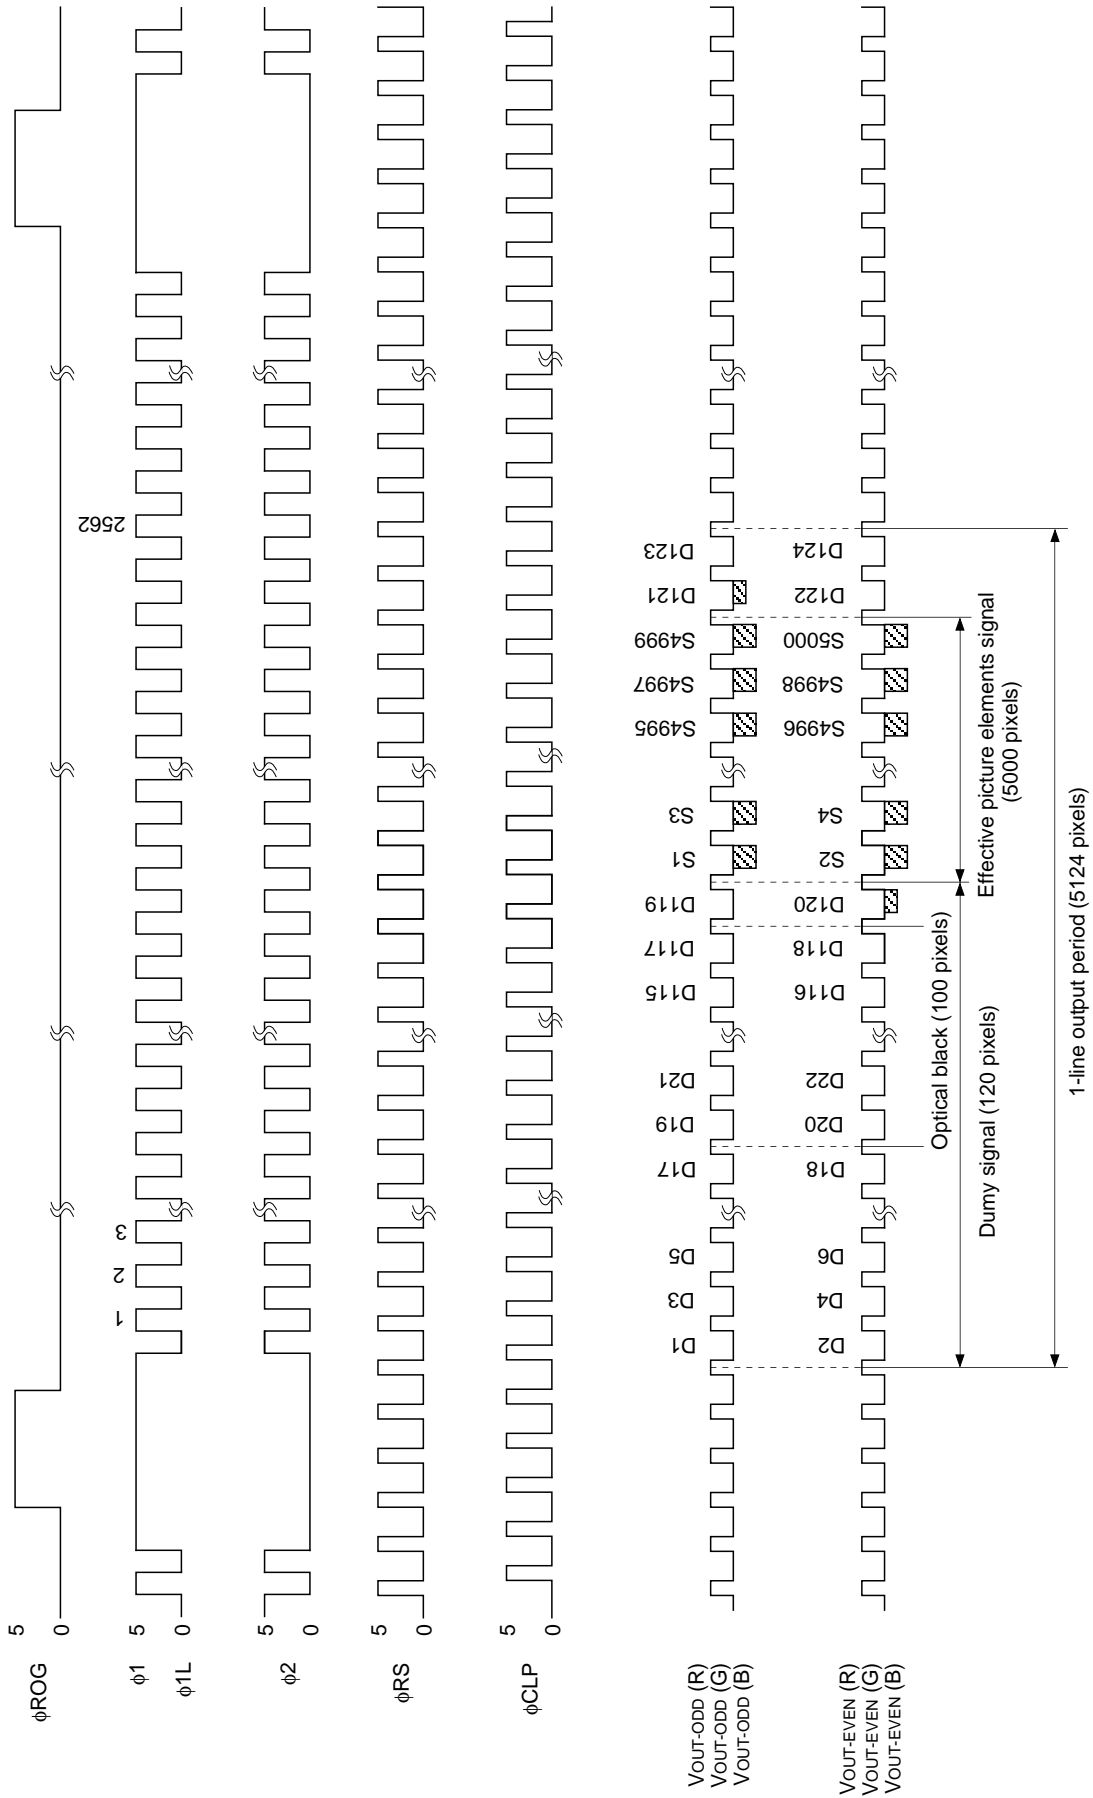 φROG
5
0
φ1
φ1L
5
0
1
2
3
2562
φ2
5
0
φRS
5
0
φCLP
5
0
VOUT-ODD (R)
VOUT-ODD (G)
VOUT-ODD (B)
D1
D3
D5
D17
D19
D21
D115
D117
D119
S1
S3
S4995
S4997
S4999
D121
D123
VOUT-EVEN (R)
VOUT-EVEN (G)
VOUT-EVEN (B)
D2
D4
D6
D18
D20
D22
D116
D118
D120
S2
S4
S4996
S4998
S5000
D122
D124
Optical black (100 pixels)
Dumy signal (120 pixels)
Effective picture elements signal
(5000 pixels)
1-line output period (5124 pixels)